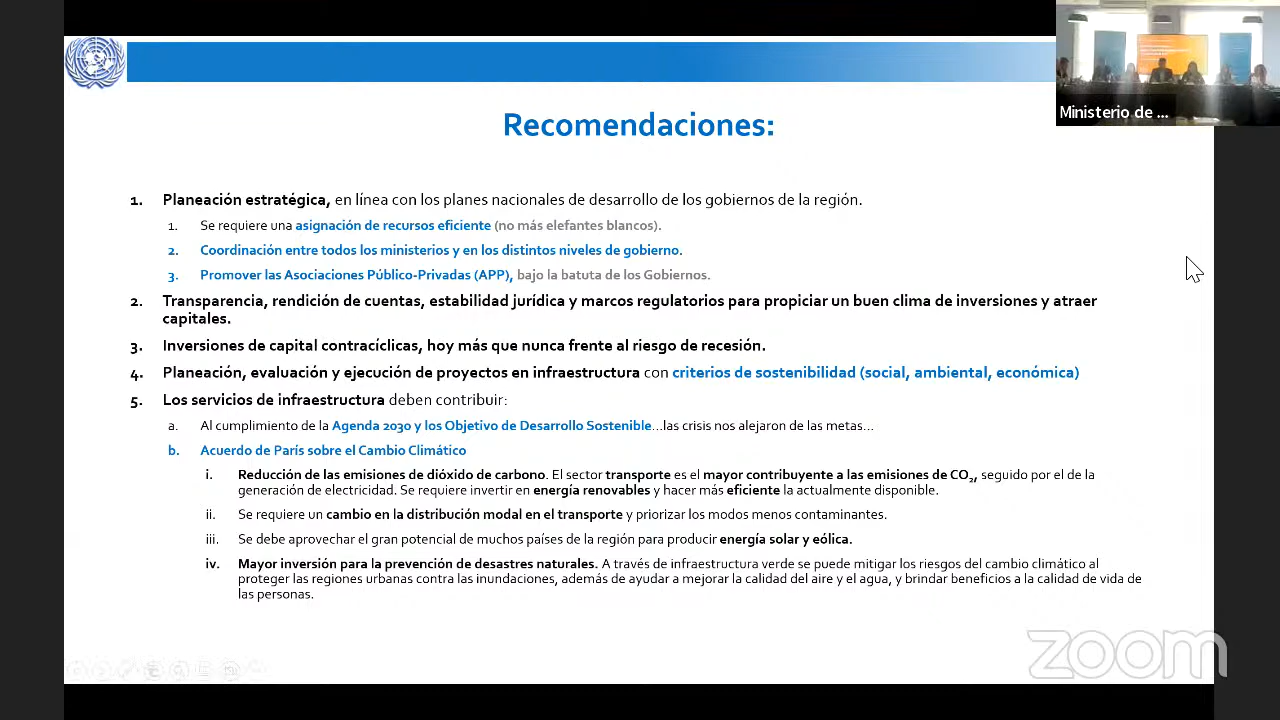 Ministerio de ...
Recomendaciones:
1. Planeación estratégica, en línea con los planes nacionales de desarrollo de los gobiernos de la región.
1. Se requiere una asignación de recursos eficiente (no más elefantes blancos).
2. Coordinación entre todos los ministerios y en los distintos niveles de gobierno.
3. Promover las Asociaciones Público-Privadas (APP), bajo la batuta de los Gobiernos.
2. Transparencia, rendición de cuentas, estabilidad jurídica y marcos regulatorios para propiciar un buen clima de inversiones y atraer
capitales.
3. Inversiones de capital contracíclicas, hoy más que nunca frente al riesgo de recesión.
4. Planeación, evaluación y ejecución de proyectos en infraestructura con criterios de sostenibilidad (social, ambiental, económica)
5. Los servicios de infraestructura deben contribuir:
a. Al cumplimiento de la Agenda 2030 y los Objetivo de Desarrollo Sostenible...las crisis nos alejaron de las metas...
b. Acuerdo de París sobre el Cambio Climático
i. Reducción de las emisiones de dióxido de carbono. El sector transporte es el mayor contribuyente a las emisiones de CO₂, seguido por el de la
generación de electricidad. Se requiere invertir en energía renovables y hacer más eficiente la actualmente disponible.
ii. Se requiere un cambio en la distribución modal en el transporte y priorizar los modos menos contaminantes.
iii. Se debe aprovechar el gran potencial de muchos países de la región para producir energía solar y eólica.
iv. Mayor inversión para la prevención de desastres naturales. A través de infraestructura verde se puede mitigar los riesgos del cambio climático al
proteger las regiones urbanas contra las inundaciones, además de ayudar a mejorar la calidad del aire y el agua, y brindar beneficios a la calidad de vida de
las personas.
zoom